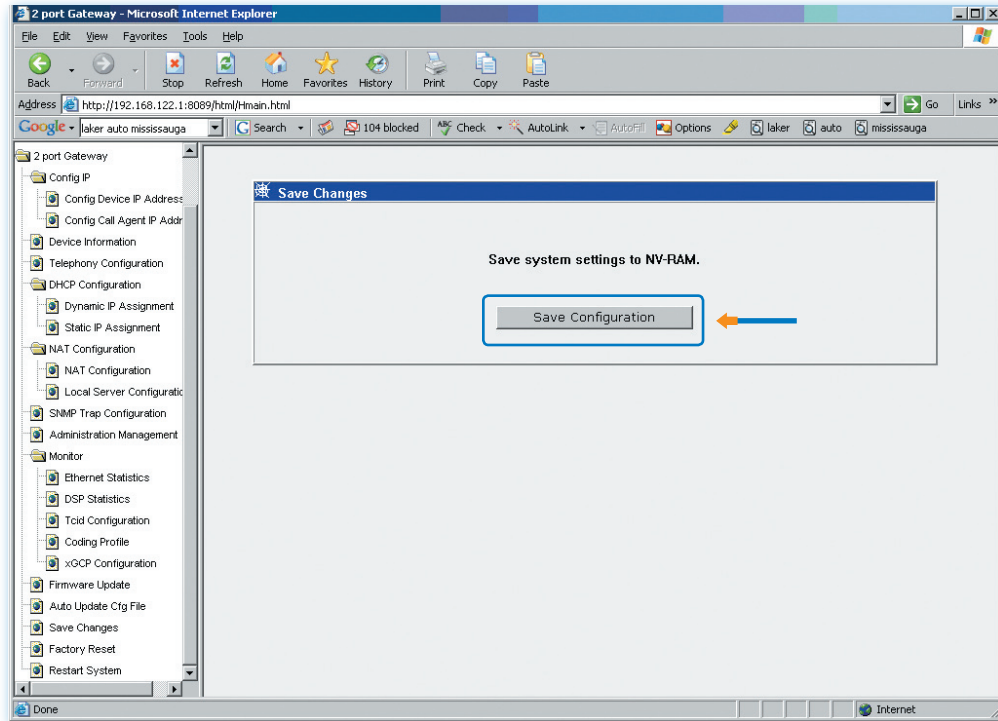 2 port Gateway - Microsoft Internet Explorer
File Edit View Favorites Tools Help
Back Forward Stop Refresh Home Favorites History Print Copy Paste
Address http://192.168.122.1:8089/html/Hmain.html Go Links »
Google laker auto mississauga Search 104 blocked ABC Check AutoLink AutoFill Options laker auto mississauga
2 port Gateway
Config IP
Config Device IP Address
Config Call Agent IP Addr
Device Information
Telephony Configuration
DHCP Configuration
Dynamic IP Assignment
Static IP Assignment
NAT Configuration
NAT Configuration
Local Server Configuratic
SNMP Trap Configuration
Administration Management
Monitor
Ethernet Statistics
DSP Statistics
Tcid Configuration
Coding Profile
xGCP Configuration
Firmware Update
Auto Update Cfg File
Save Changes
Factory Reset
Restart System
Save Changes
Save system settings to NV-RAM.
Save Configuration
Done
Internet